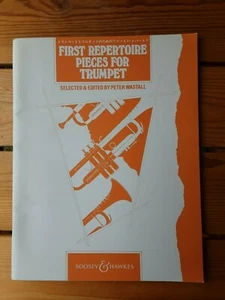 FIRST REPERTOIRE
PIECES FOR
TRUMPET
SELECTED & EDITED BY PETER WASTALL
BOOSEY & HAWKES